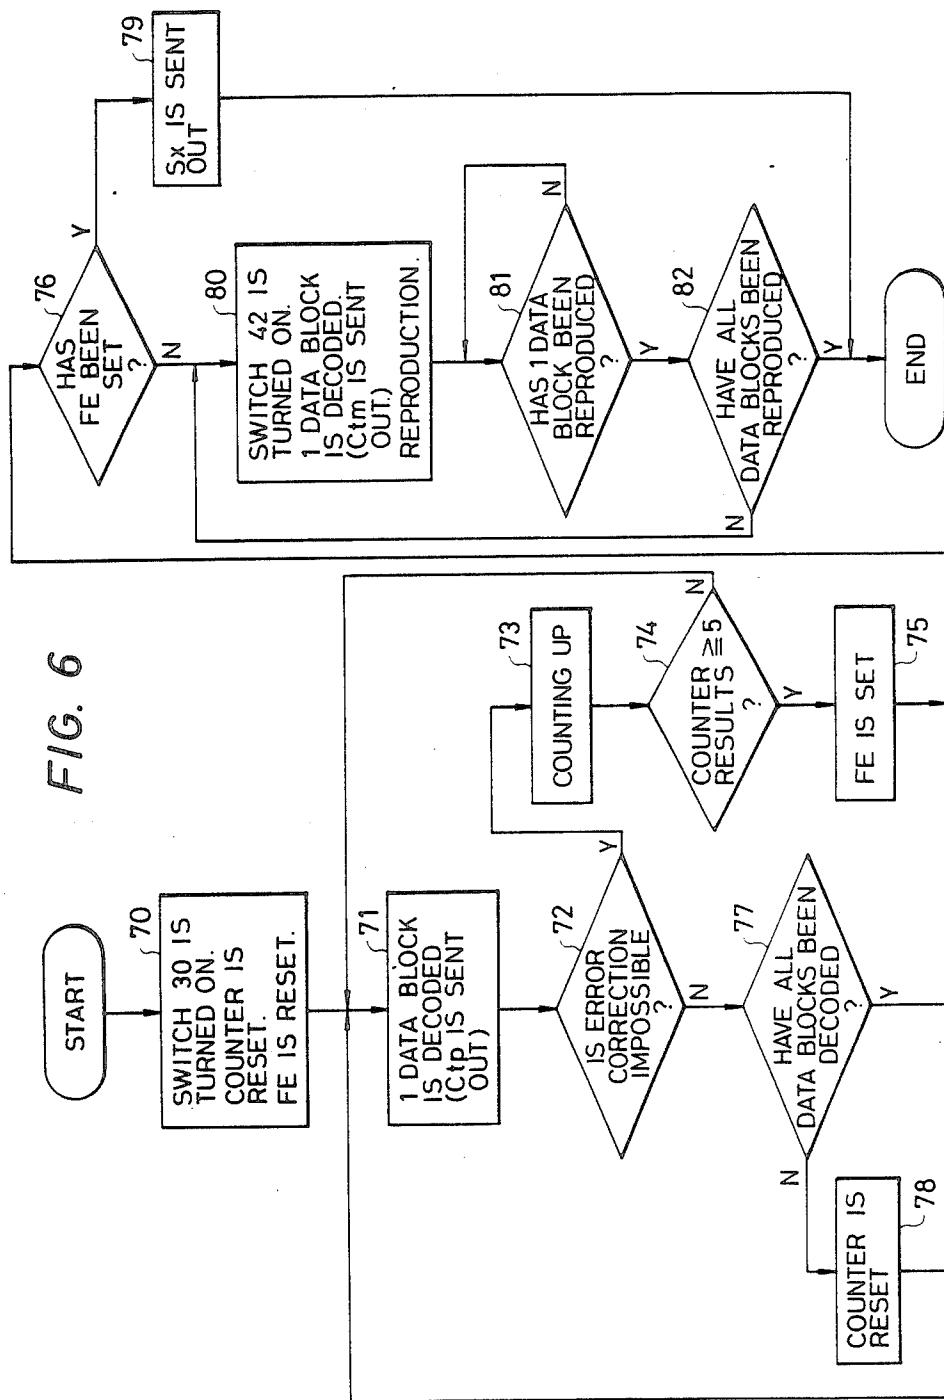 FIG. 6
START
70
SWITCH 30 IS
TURNED ON.
COUNTER IS
RESET.
FE IS RESET.
71
1 DATA BLOCK
IS DECODED
(Ctp IS SENT
OUT)
72
IS ERROR
CORRECTION
IMPOSSIBLE
?
Y
N
73
COUNTING UP
74
COUNTER
RESULTS ≧ 5
?
N
Y
75
FE IS SET
77
HAVE ALL
DATA BLOCKS BEEN
DECODED
?
N
Y
78
COUNTER IS
RESET
76
HAS
FE BEEN
SET
?
Y
N
79
Sx IS SENT
OUT
80
SWITCH 42 IS
TURNED ON.
1 DATA BLOCK
IS DECODED.
(Ctm IS SENT
OUT.)
REPRODUCTION.
81
HAS 1 DATA
BLOCK BEEN
REPRODUCED
?
N
Y
82
HAVE ALL
DATA BLOCKS BEEN
REPRODUCED
?
N
Y
END